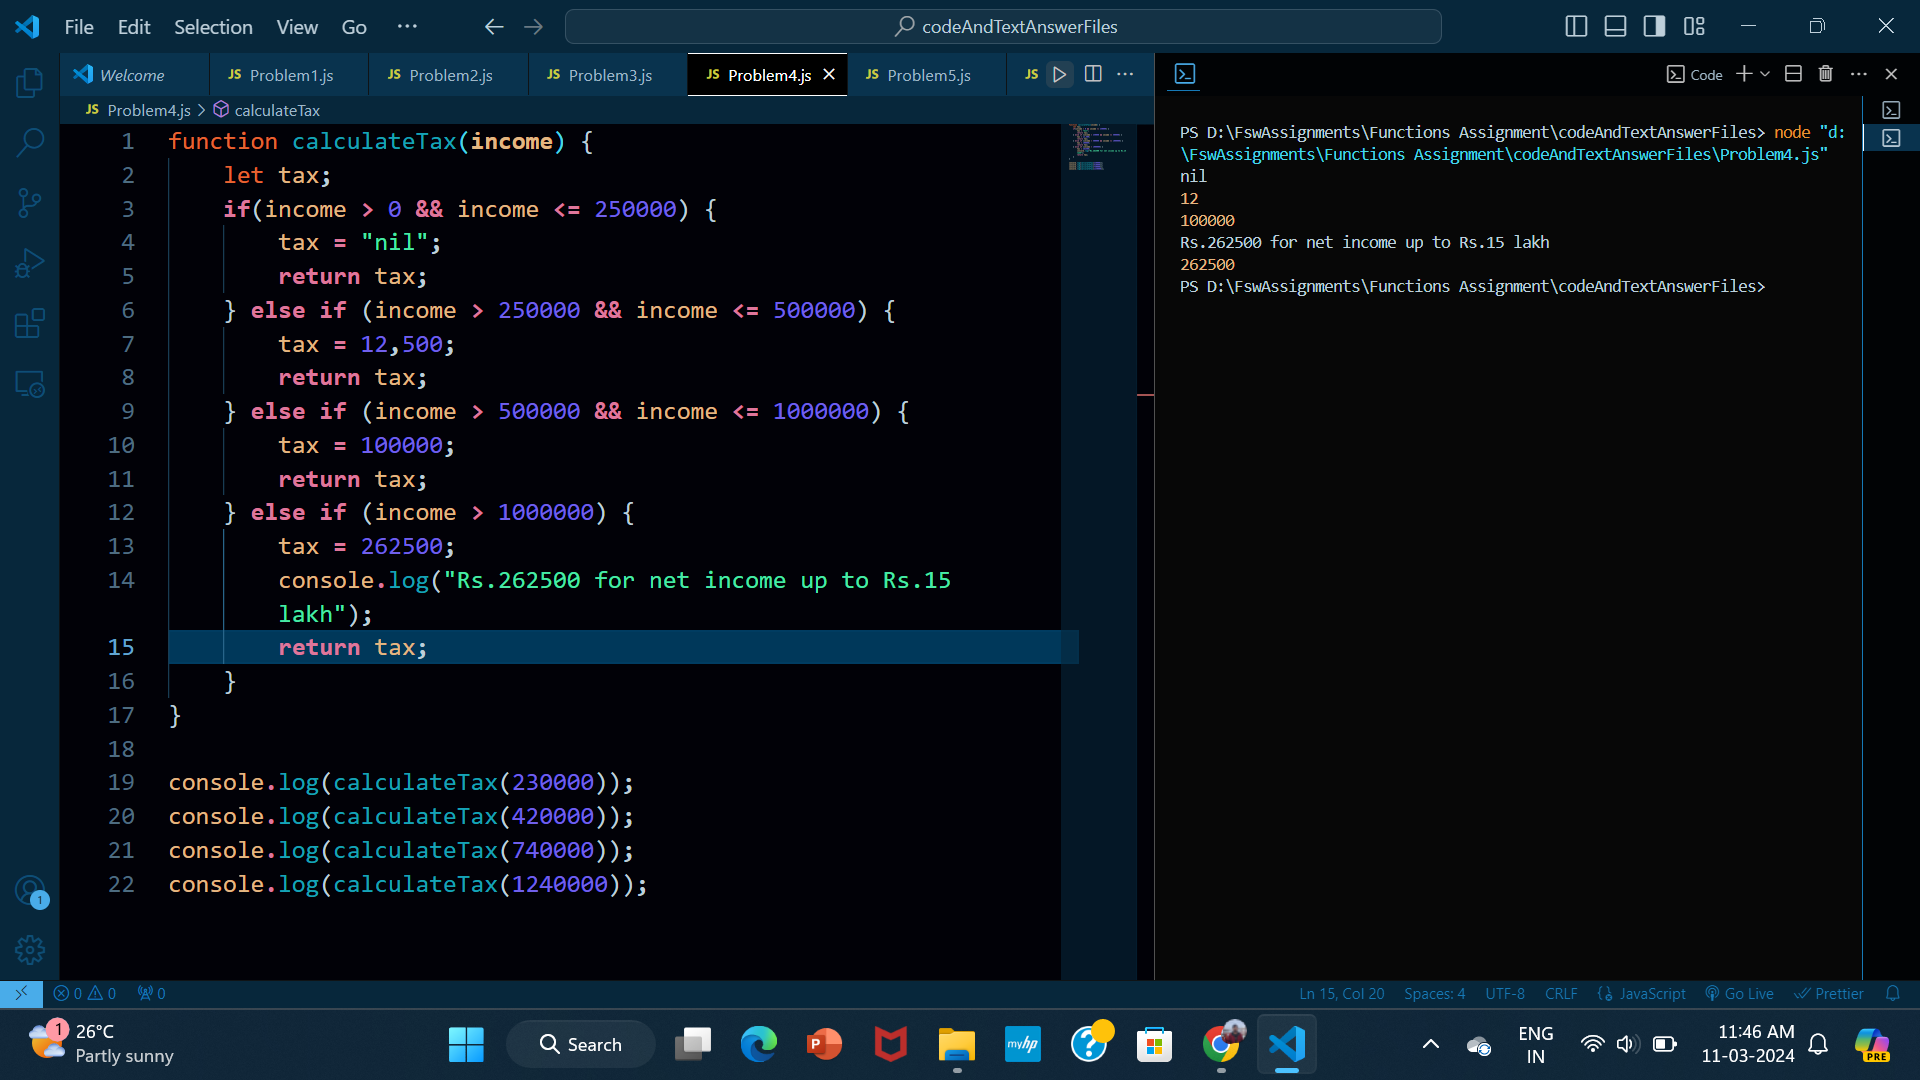 File Edit Selection View Go ··· codeAndTextAnswerFiles
Welcome JS Problem1.js JS Problem2.js JS Problem3.js JS Problem4.js JS Problem5.js JS
Code
JS Problem4.js > calculateTax
1 function calculateTax(income) {
2 let tax;
3 if(income > 0 && income <= 250000) {
4 tax = "nil";
5 return tax;
6 } else if (income > 250000 && income <= 500000) {
7 tax = 12,500;
8 return tax;
9 } else if (income > 500000 && income <= 1000000) {
10 tax = 100000;
11 return tax;
12 } else if (income > 1000000) {
13 tax = 262500;
14 console.log("Rs.262500 for net income up to Rs.15
lakh");
15 return tax;
16 }
17 }
18
19 console.log(calculateTax(230000));
20 console.log(calculateTax(420000));
21 console.log(calculateTax(740000));
22 console.log(calculateTax(1240000));
PS D:\FswAssignments\Functions Assignment\codeAndTextAnswerFiles> node "d:
\FswAssignments\Functions Assignment\codeAndTextAnswerFiles\Problem4.js"
nil
12
100000
Rs.262500 for net income up to Rs.15 lakh
262500
PS D:\FswAssignments\Functions Assignment\codeAndTextAnswerFiles>
1
0 0 0 Ln 15, Col 20 Spaces: 4 UTF-8 CRLF {} JavaScript Go Live Prettier
1 26°C
Partly sunny
Search
P
myhp
?
ENG
IN
11:46 AM
11-03-2024
PRE